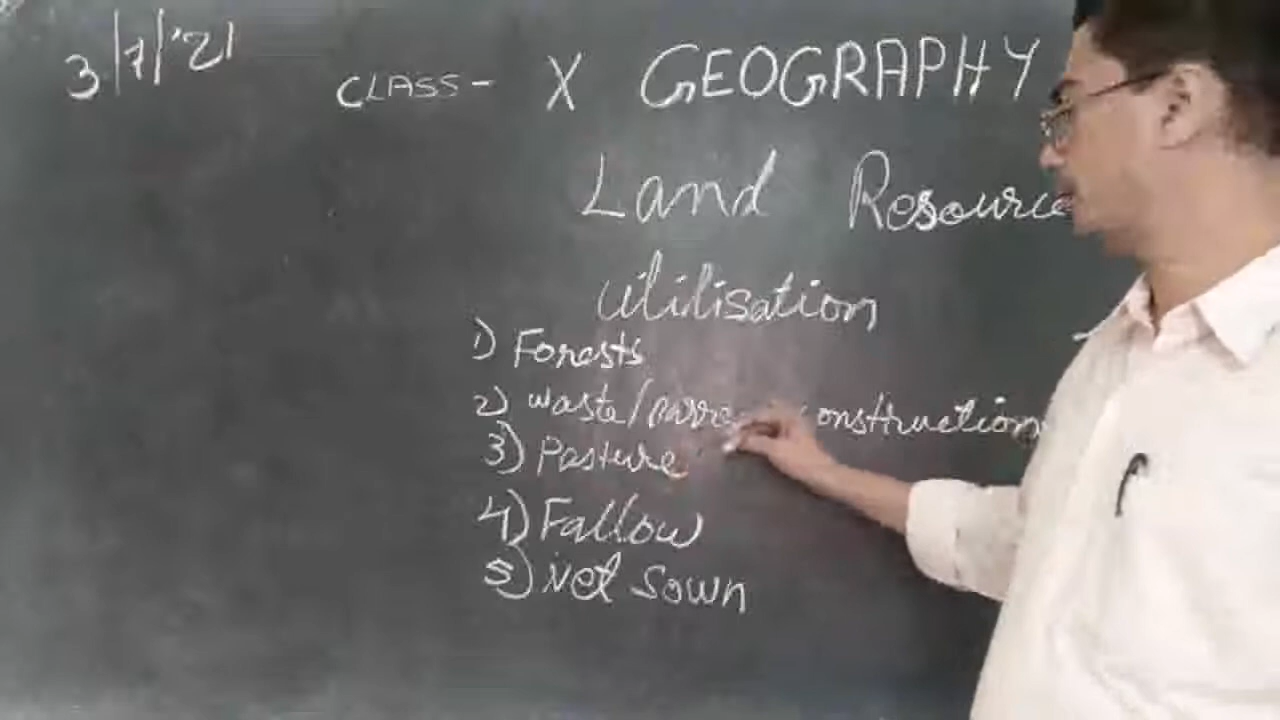 3/7/'21
CLASS - X GEOGRAPHY
Land Resource
Utilisation
1) Forests
2) Waste/ onstruction
3) Pasture
4) Fallow
5) Net Sown